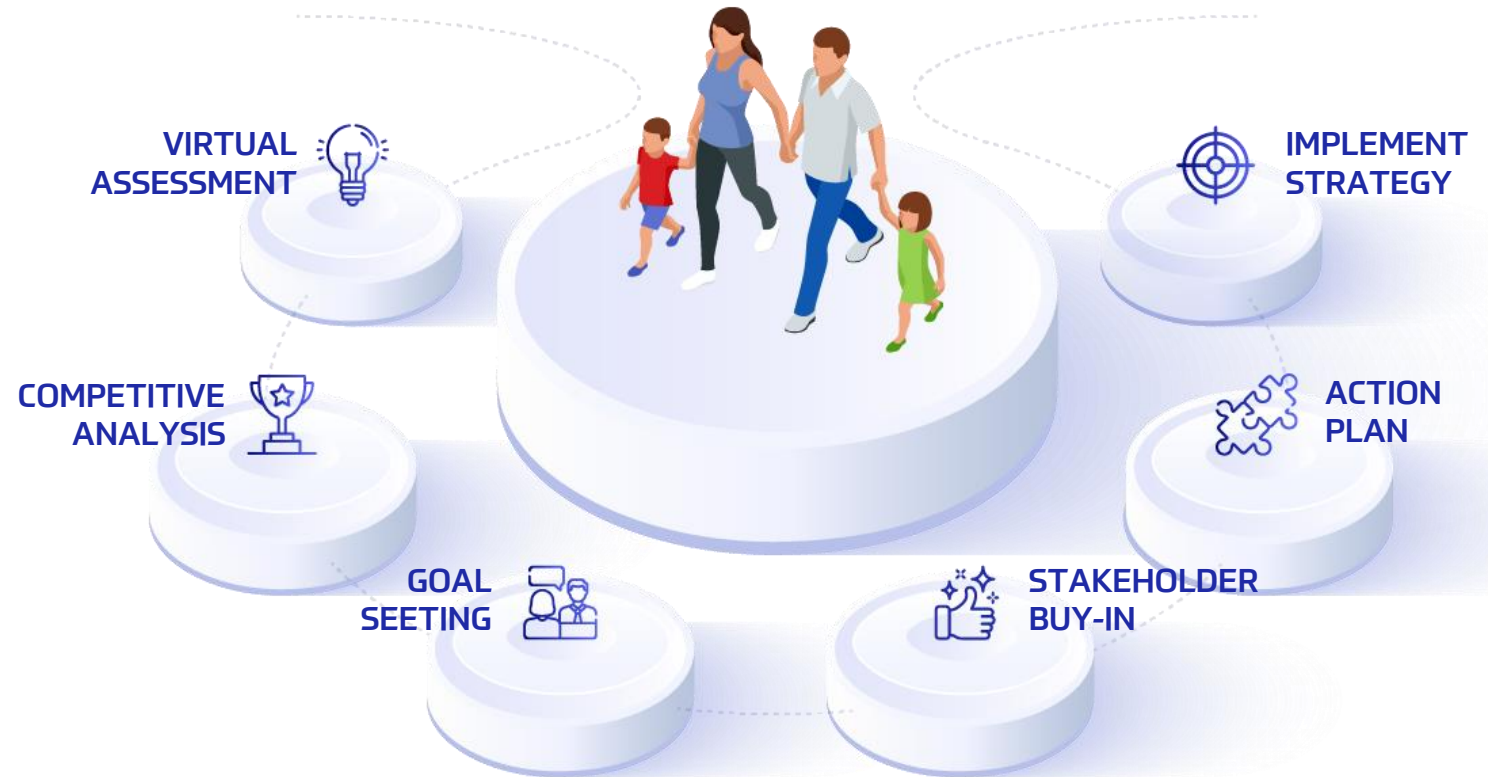 VIRTUAL
ASSESSMENT
COMPETITIVE
ANALYSIS
GOAL
SEETING
STAKEHOLDER
BUY-IN
ACTION
PLAN
IMPLEMENT
STRATEGY